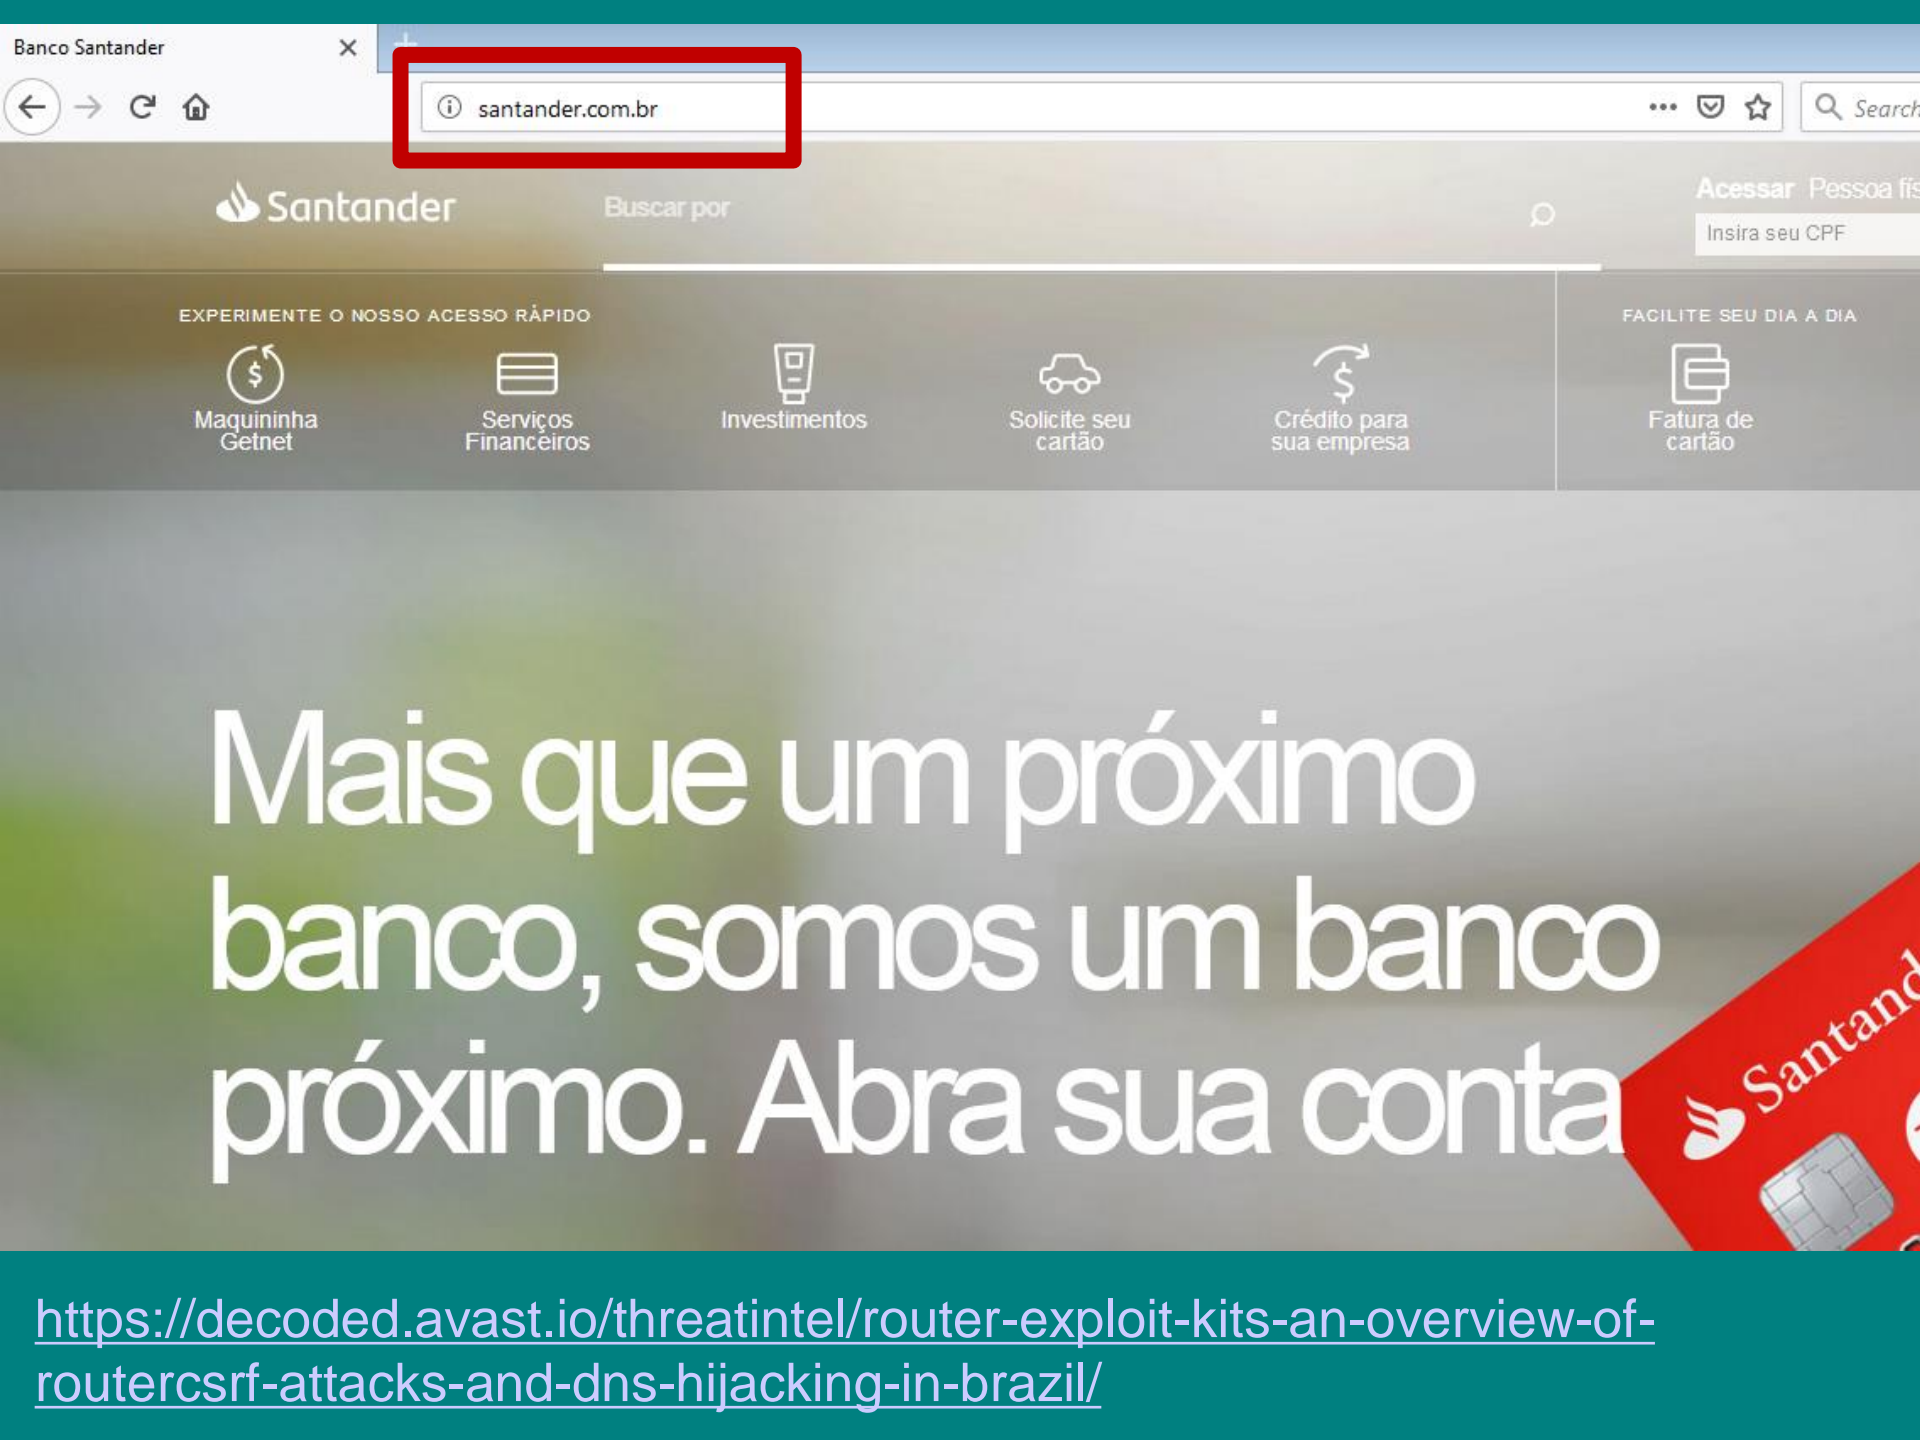 Banco Santander
santander.com.br
Search
Santander
Buscar por
Acessar Pessoa
Insira seu CPF
EXPERIMENTE O NOSSO ACESSO RÁPIDO
FACILITE SEU DIA A DIA
Maquininha
Getnet
Serviços
Financeiros
Investimentos
Solicite seu
cartão
Crédito para
sua empresa
Fatura de
cartão
Mais que um próximo
banco, somos um banco
próximo. Abra sua conta
https://decoded.avast.io/threatintel/router-exploit-kits-an-overview-of-
routercsrf-attacks-and-dns-hijacking-in-brazil/